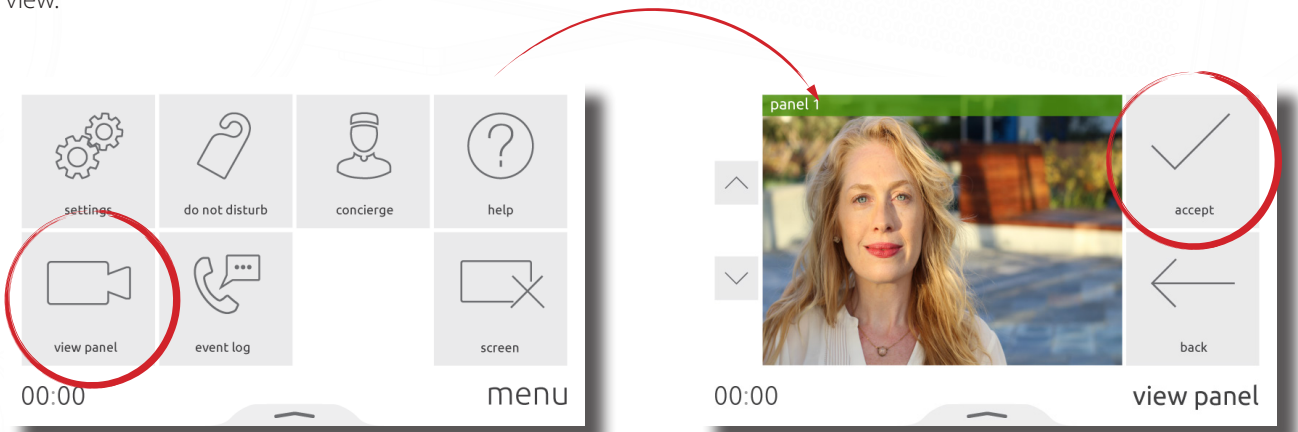 view.
settings
do not disturb
concierge
help
view panel
event log
screen
00:00
menu
panel 1
accept
back
00:00
view panel